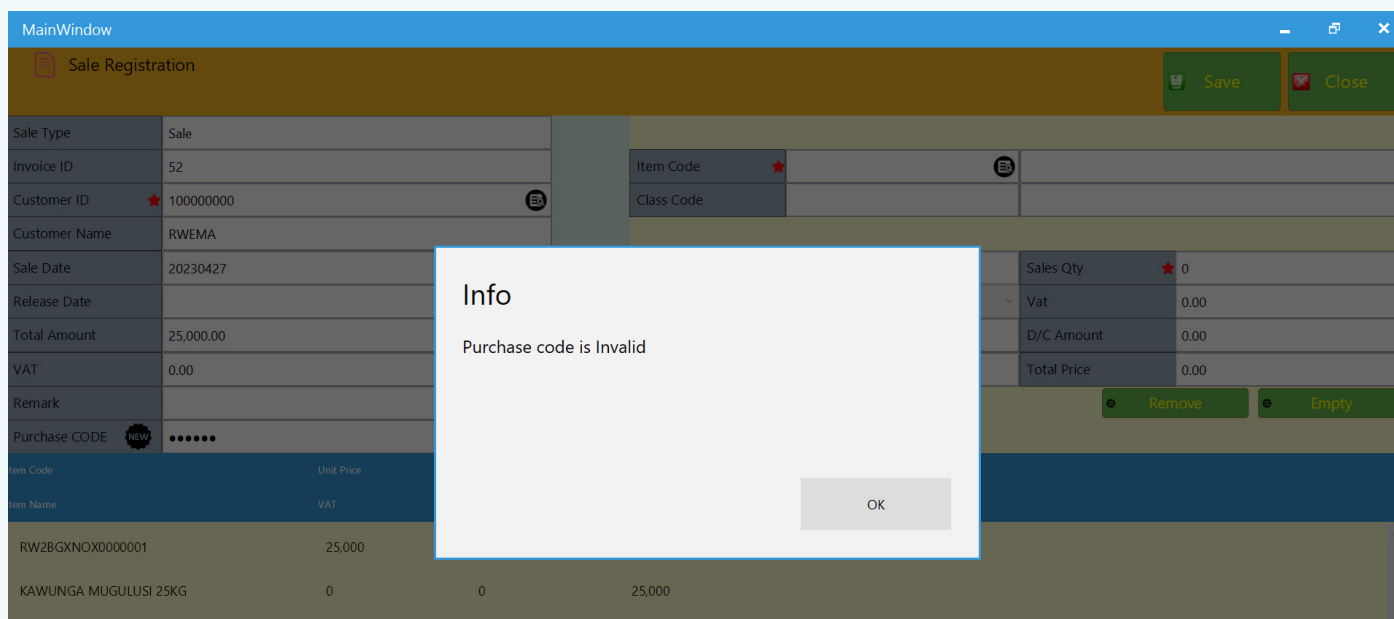 MainWindow
Sale Registration
Save
Close
Sale Type
Sale
Invoice ID
52
Item Code
Customer ID
100000000
Class Code
Customer Name
RWEMA
Sale Date
20230427
Sales Qty
0
Release Date
Vat
0.00
Total Amount
25,000.00
D/C Amount
0.00
VAT
0.00
Total Price
0.00
Remark
Remove
Empty
Purchase CODE
NEW
••••••
Info
Purchase code is Invalid
OK
tem Code
Unit Price
tem Name
VAT
RW2BGXNOX0000001
25,000
KAWUNGA MUGULUSI 25KG
0
0
25,000